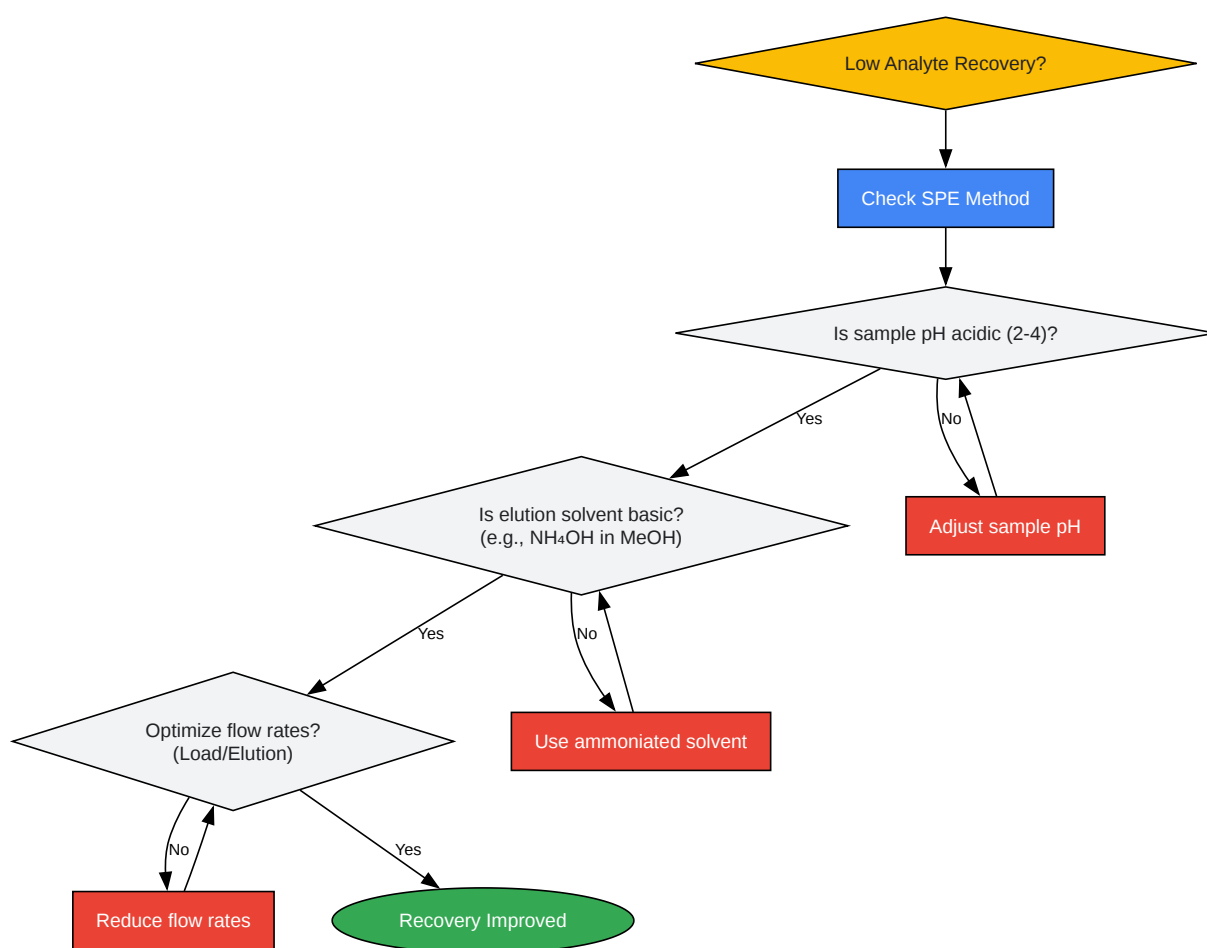 Low Analyte Recovery?
Check SPE Method
Is sample pH acidic (2-4)?
Yes
No
Is elution solvent basic?
(e.g., NH₄OH in MeOH)
Adjust sample pH
Yes
No
Optimize flow rates?
(Load/Elution)
Use ammoniated solvent
No
Yes
Reduce flow rates
Recovery Improved